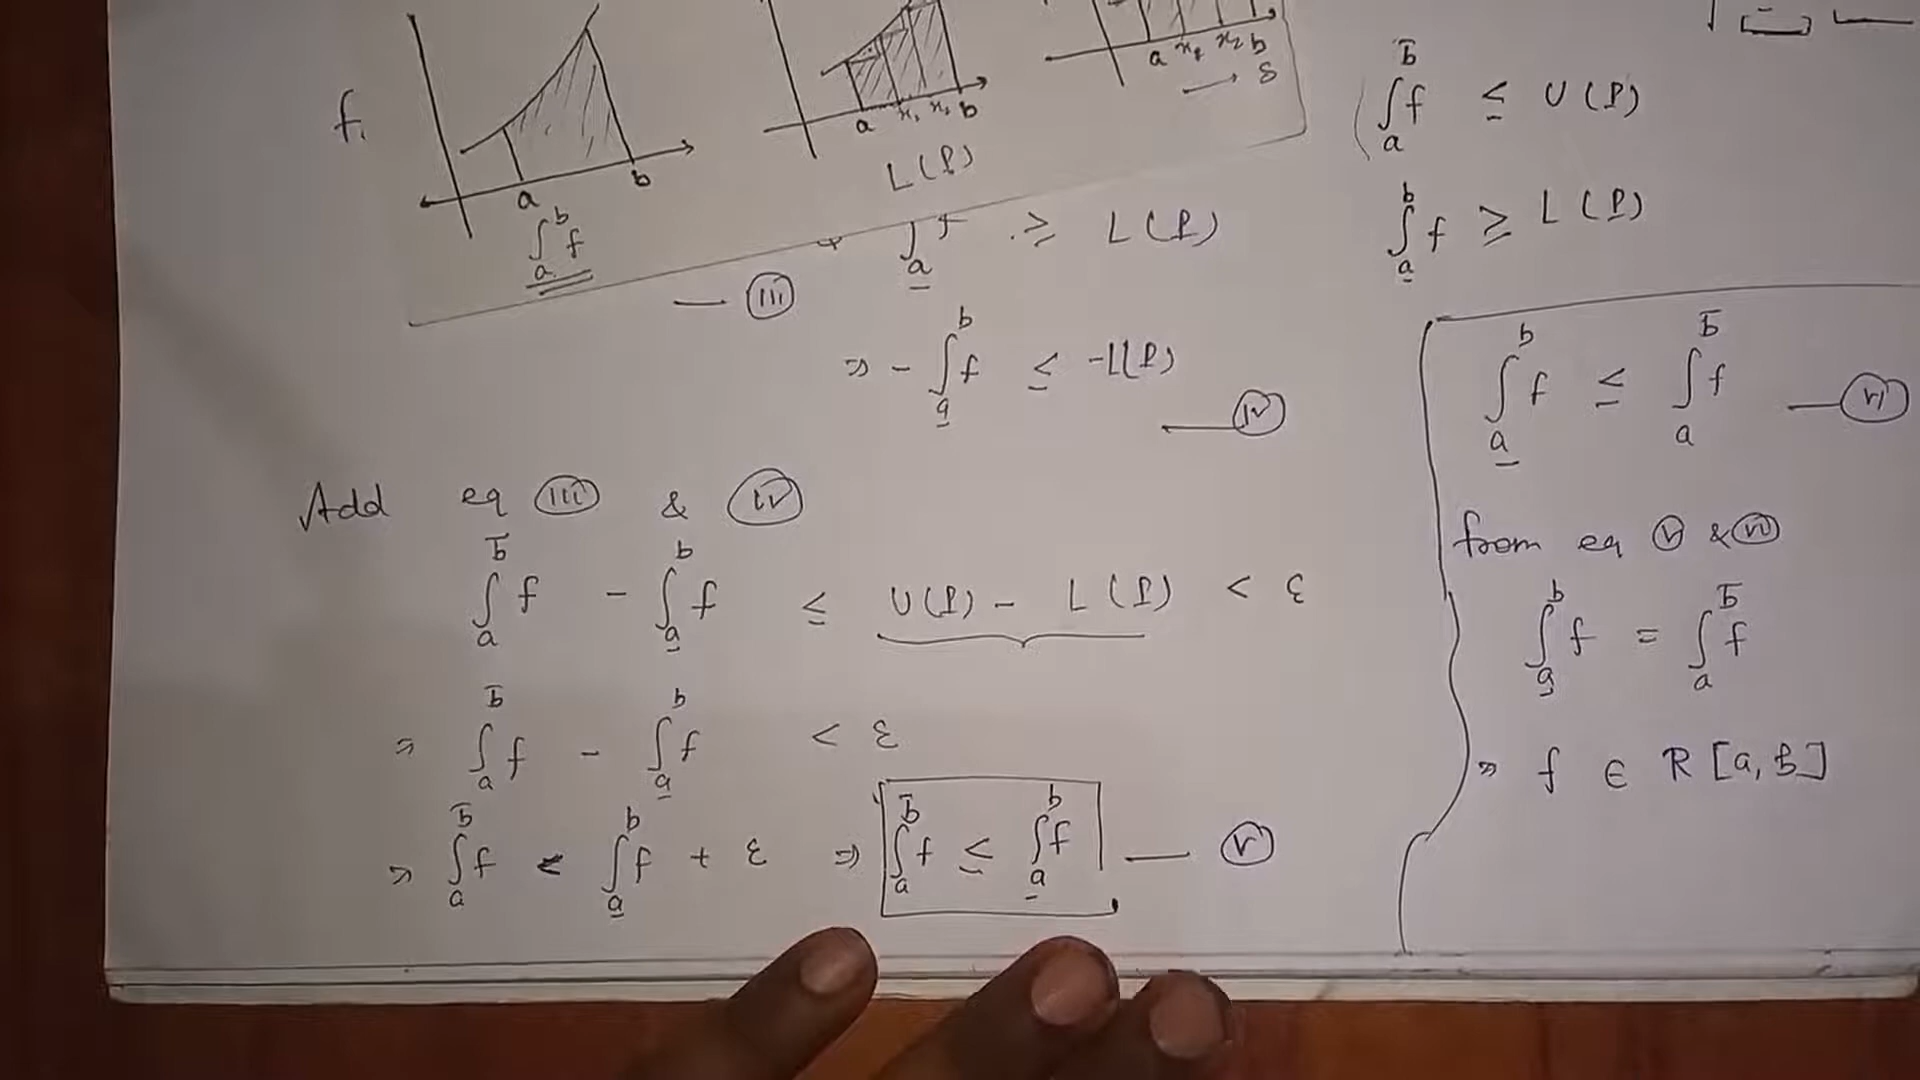 f.
a b
∫_a^b f
a x₁ x₂ b
L(P)
a x₁ x₂ b
→ S
∫_a^b̅ f ≤ U(P)
∫_a̲^b f ≥ L(P)
∫_a̲ f ≥ L(P)
— (iii)
⇒ - ∫_a̲^b f ≤ -L(P)
— (iv)
Add eq (iii) & (iv)
∫_a^b̅ f - ∫_a̲^b f ≤ U(P) - L(P) < ε
= ∫_a^b̅ f - ∫_a̲^b f < ε
⇒ ∫_a^b̅ f < ∫_a̲^b f + ε ⇒ ∫_a^b̅ f ≤ ∫_a̲^b f — (v)
∫_a̲^b f ≤ ∫_a^b̅ f — (vi)
from eq (v) & (vi)
∫_a̲^b f = ∫_a^b̅ f
⇒ f ∈ R [a, b]